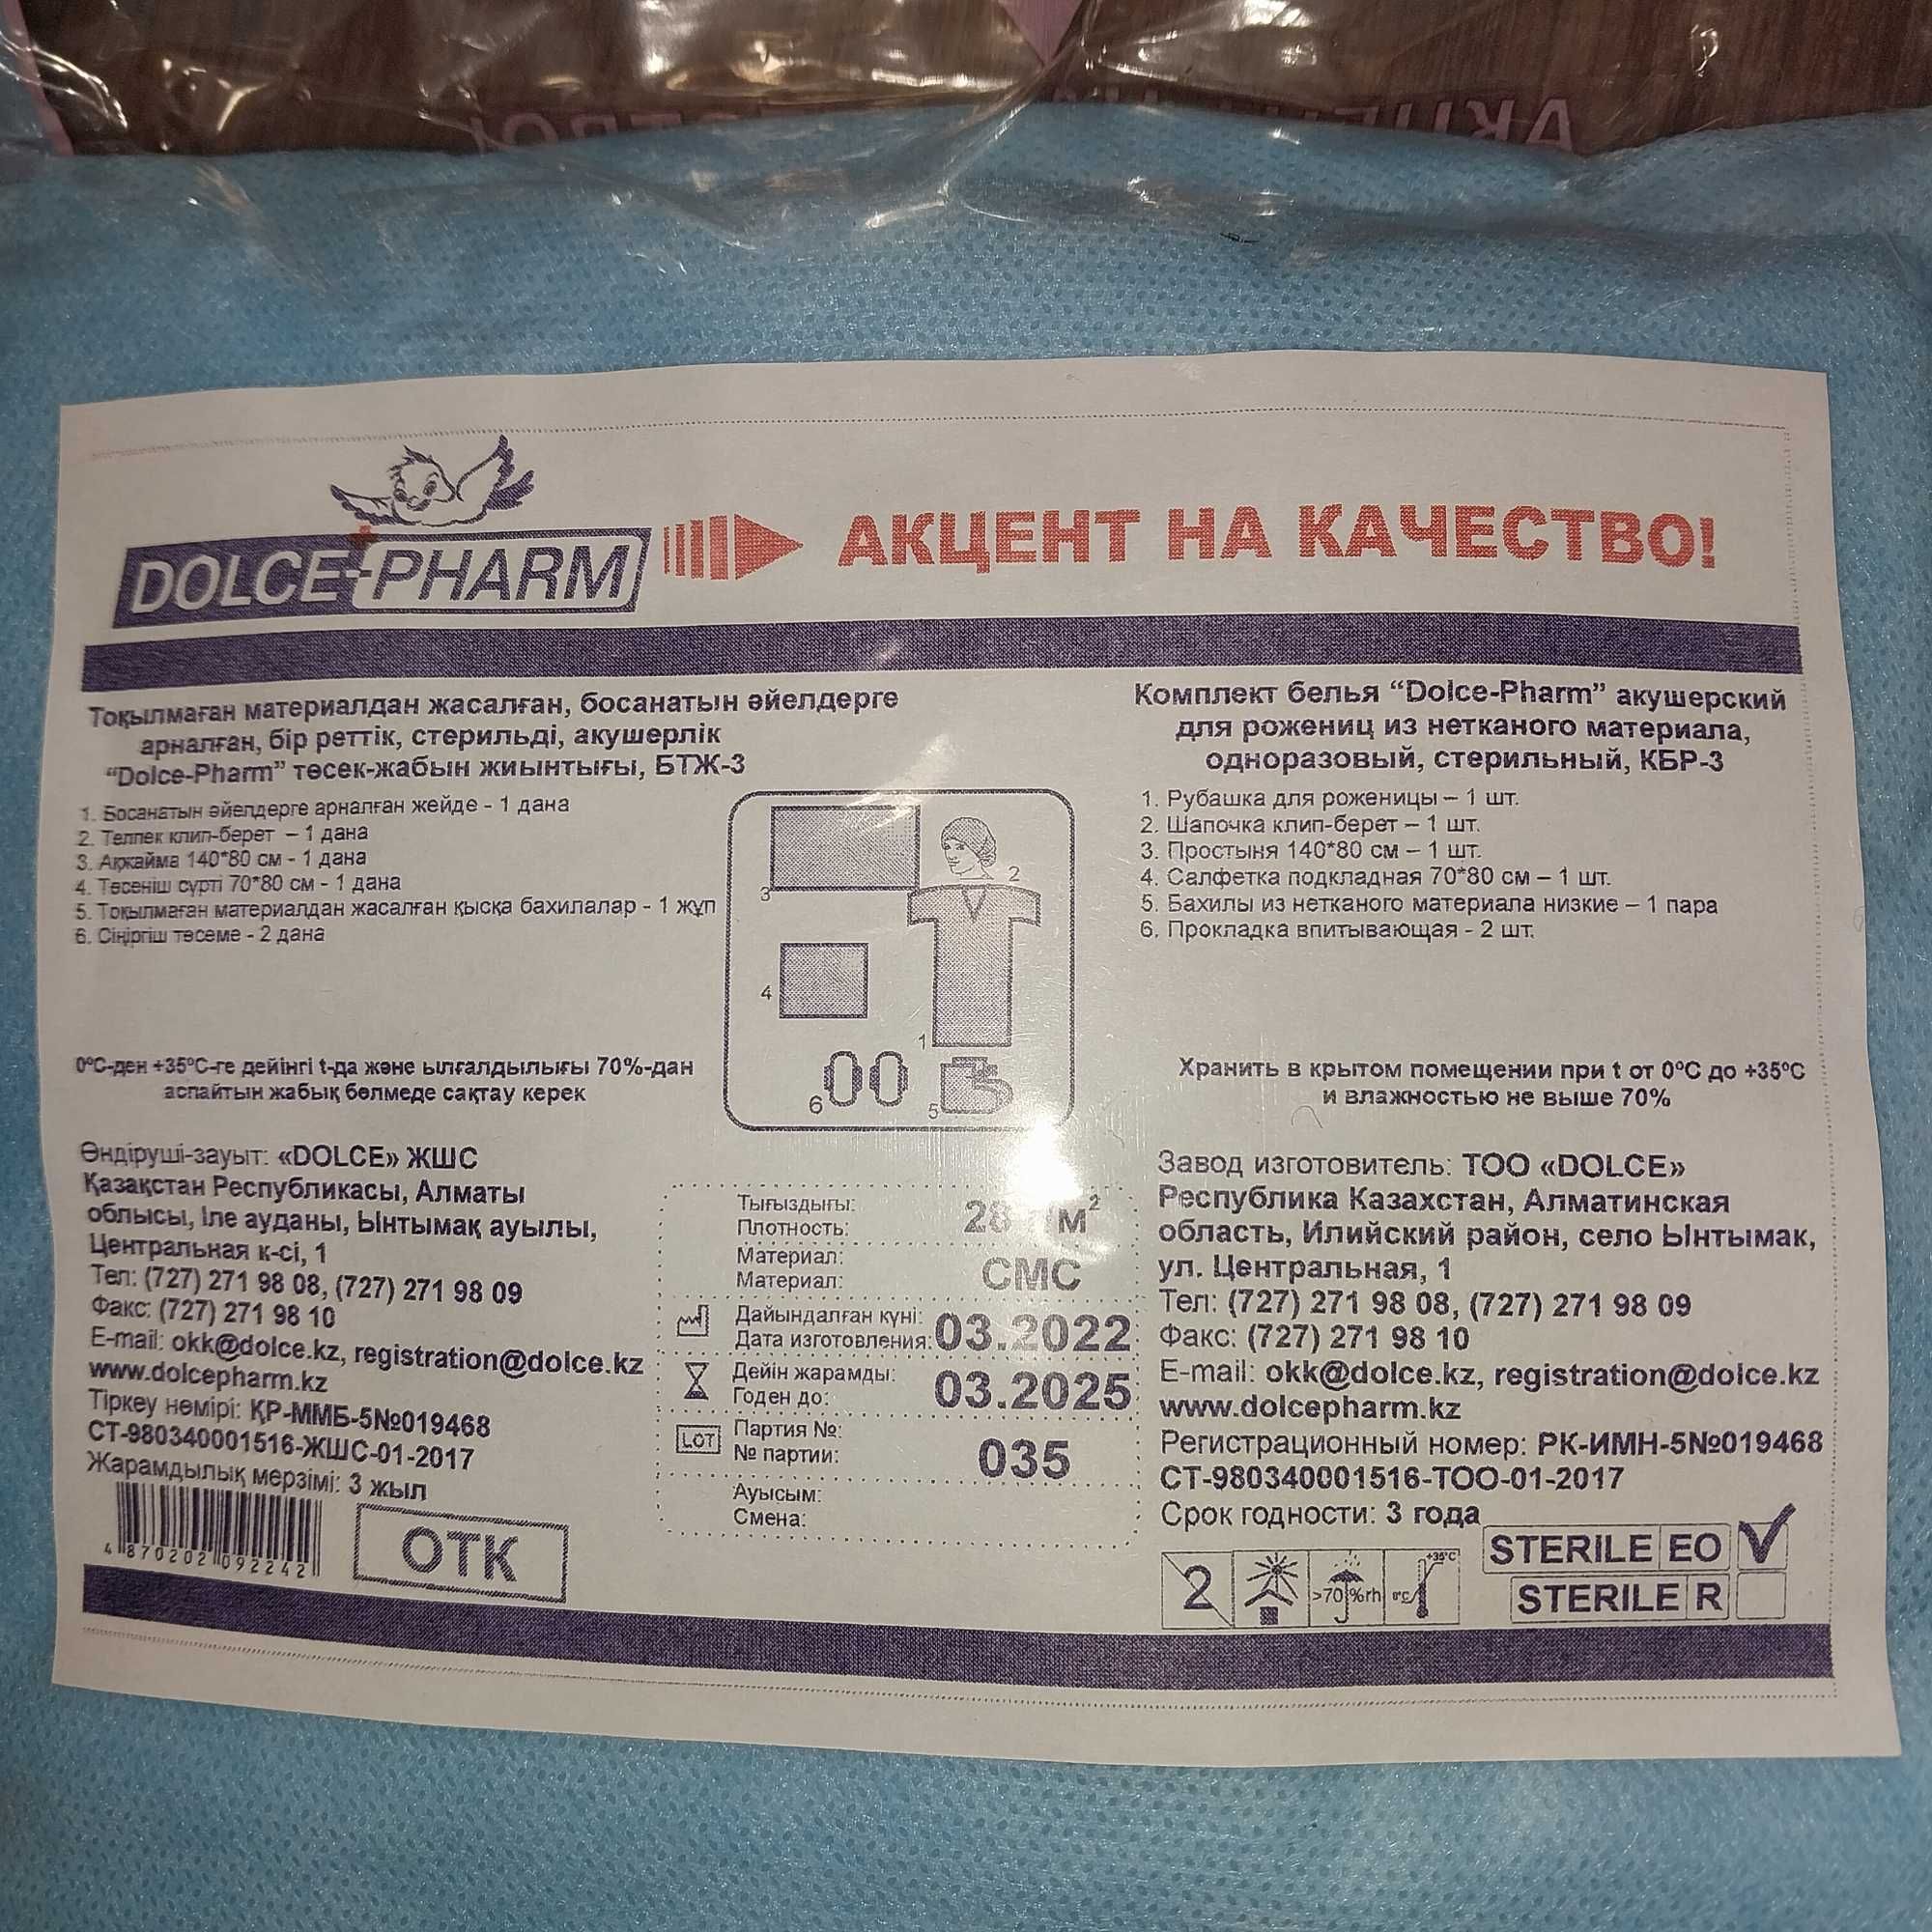 DOLCE-PHARM
АКЦЕНТ НА КАЧЕСТВО!
Тоқылмаған материалдан жасалған, босанатын әйелдерге
арналған, бір реттік, стерильді, акушерлік
“Dolce-Pharm” төсек-жабын жиынтығы, БТЖ-3
1. Босанатын әйелдерге арналған жейде - 1 дана
2. Телпек клип-берет – 1 дана
3. Ақжайма 140*80 см - 1 дана
4. Төсеніш сүрті 70*80 см - 1 дана
5. Тоқылмаған материалдан жасалған қысқа бахилалар - 1 жұп
6. Сіңіргіш төсеме - 2 дана
0ºС-ден +35ºС-ге дейінгі t-да және ылғалдылығы 70%-дан
аспайтын жабық бөлмеде сақтау керек
Өндіруші-зауыт: «DOLCE» ЖШС
Қазақстан Республикасы, Алматы
облысы, Іле ауданы, Ынтымақ ауылы,
Центральная к-сі, 1
Тел: (727) 271 98 08, (727) 271 98 09
Факс: (727) 271 98 10
E-mail: okk@dolce.kz, registration@dolce.kz
www.dolcepharm.kz
Тіркеу нөмірі: ҚР-ММБ-5№019468
СТ-980340001516-ЖШС-01-2017
Жарамдылық мерзімі: 3 жыл
4 870202 092242
ОТК
3
2
4
1
6
5
Тығыздығы:
Плотность:
м²
Материал:
Материал:
СМС
Дайындалған күні:
Дата изготовления:
03.2022
Дейін жарамды:
Годен до:
03.2025
LOT
Партия №:
№ партии:
035
Ауысым:
Смена:
Комплект белья “Dolce-Pharm” акушерский
для рожениц из нетканого материала,
одноразовый, стерильный, КБР-3
1. Рубашка для роженицы – 1 шт.
2. Шапочка клип-берет – 1 шт.
3. Простыня 140*80 см – 1 шт.
4. Салфетка подкладная 70*80 см – 1 шт.
5. Бахилы из нетканого материала низкие – 1 пара
6. Прокладка впитывающая - 2 шт.
Хранить в крытом помещении при t от 0ºС до +35ºС
и влажностью не выше 70%
Завод изготовитель: ТОО «DOLCE»
Республика Казахстан, Алматинская
область, Илийский район, село Ынтымак,
ул. Центральная, 1
Тел: (727) 271 98 08, (727) 271 98 09
Факс: (727) 271 98 10
E-mail: okk@dolce.kz, registration@dolce.kz
www.dolcepharm.kz
Регистрационный номер: РК-ИМН-5№019468
СТ-980340001516-ТОО-01-2017
Срок годности: 3 года
2
>70 %rh
0ºC
+35ºC
STERILE EO
STERILE R